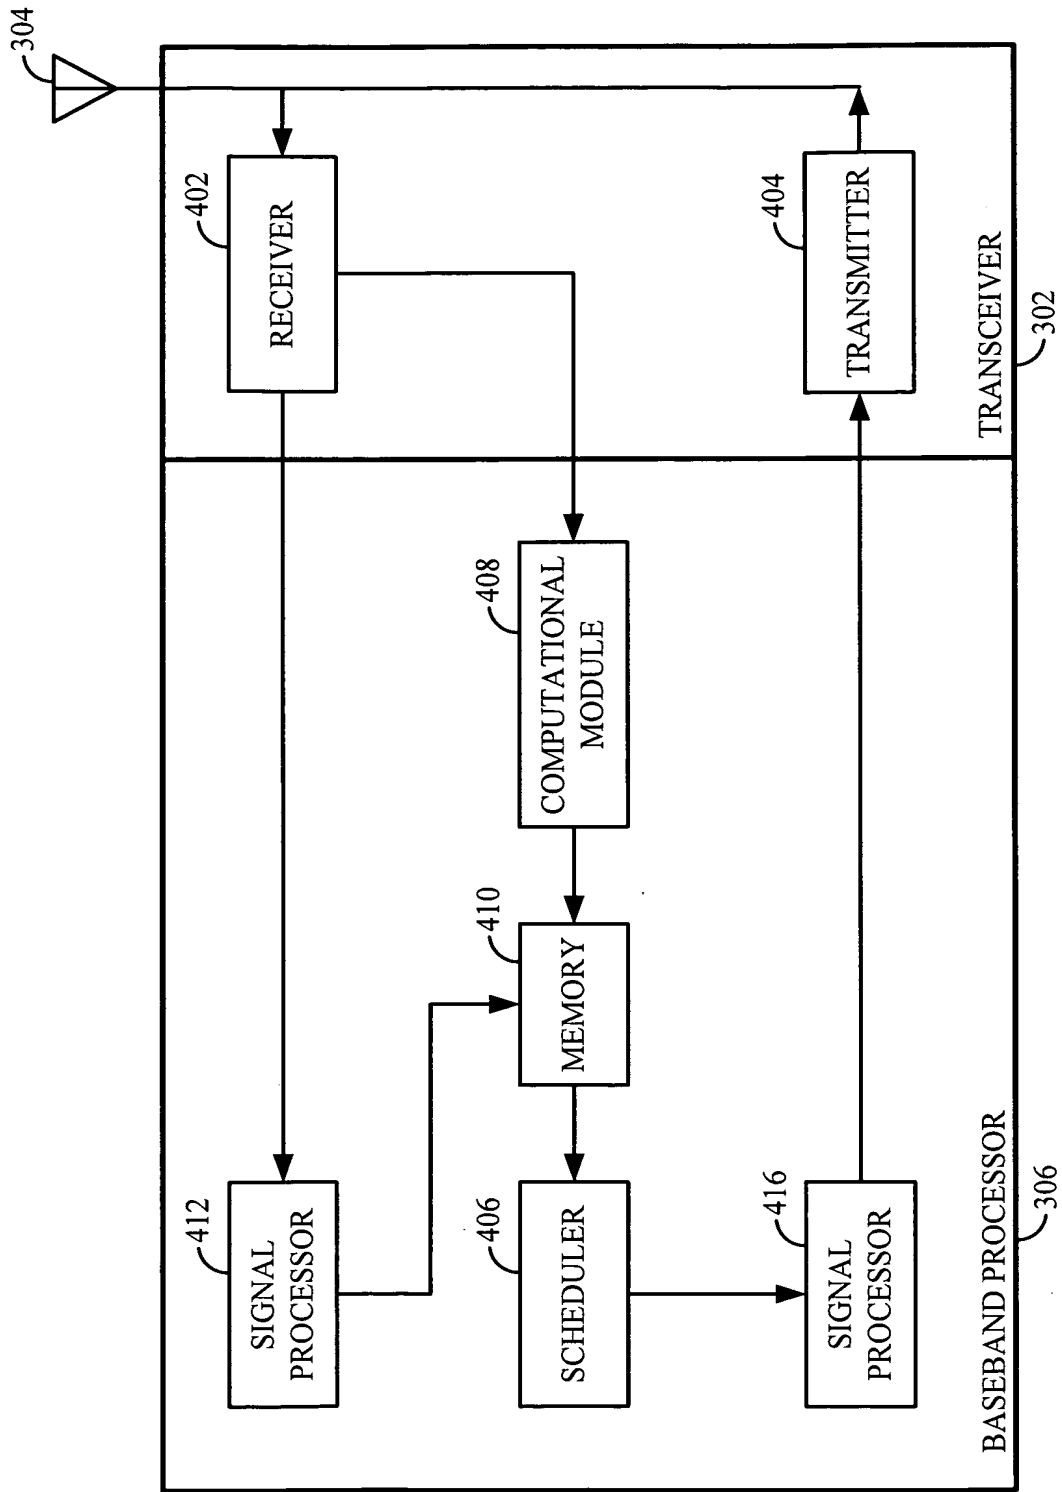 304
402
RECEIVER
404
TRANSMITTER
TRANSCEIVER
302
408
COMPUTATIONAL
MODULE
410
MEMORY
412
SIGNAL
PROCESSOR
406
SCHEDULER
416
SIGNAL
PROCESSOR
BASEBAND PROCESSOR
306